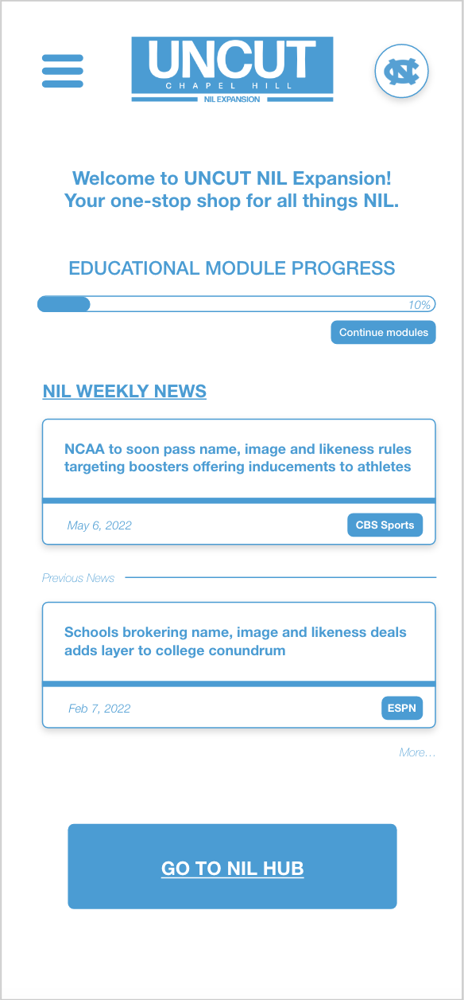 UNCUT
CHAPEL HILL
NIL EXPANSION
NC
Welcome to UNCUT NIL Expansion!
Your one-stop shop for all things NIL.
EDUCATIONAL MODULE PROGRESS
10%
Continue modules
NIL WEEKLY NEWS
NCAA to soon pass name, image and likeness rules
targeting boosters offering inducements to athletes
May 6, 2022
CBS Sports
Previous News
Schools brokering name, image and likeness deals
adds layer to college conundrum
Feb 7, 2022
ESPN
More...
GO TO NIL HUB